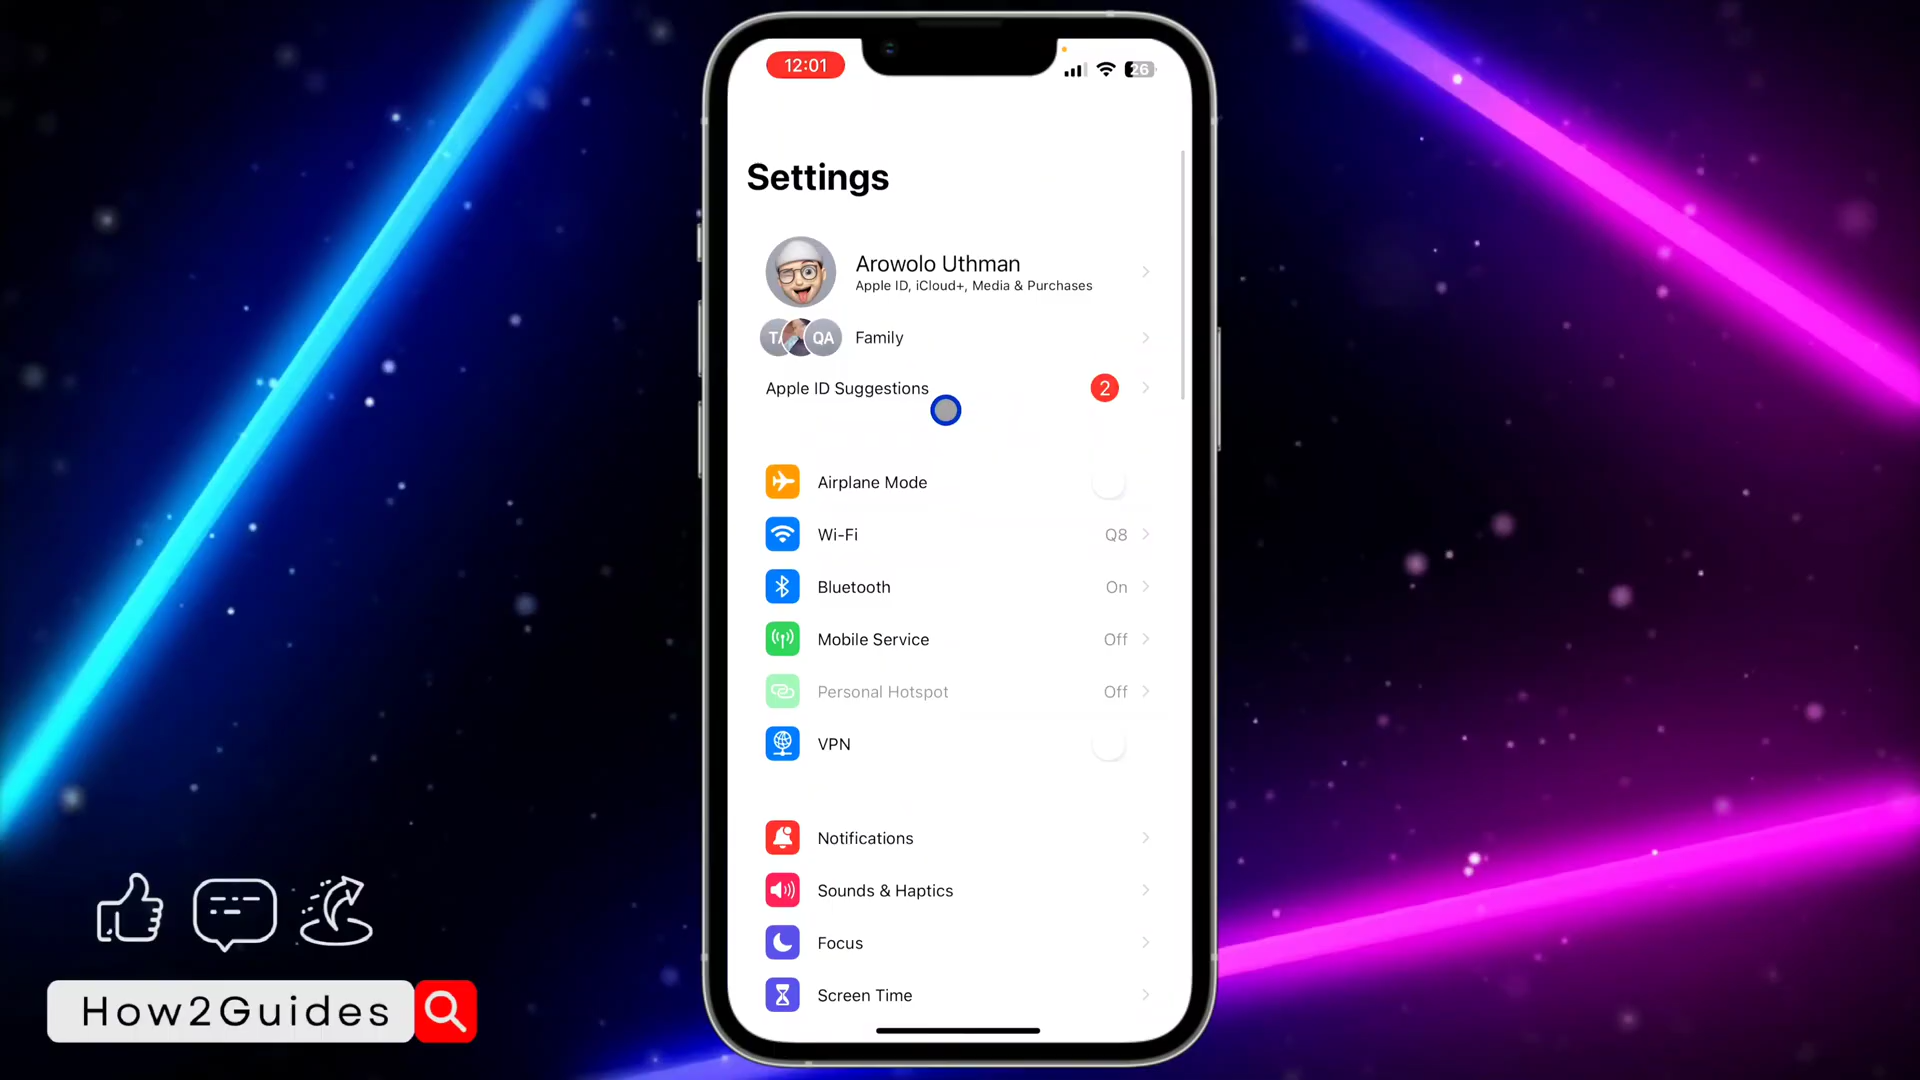 12:01
26
Settings
Arowolo Uthman
Apple ID, iCloud+, Media & Purchases
QA
Family
Apple ID Suggestions 2
Airplane Mode
Wi-Fi Q8
Bluetooth On
Mobile Service Off
Personal Hotspot Off
VPN
Notifications
Sounds & Haptics
Focus
Screen Time
How2Guides